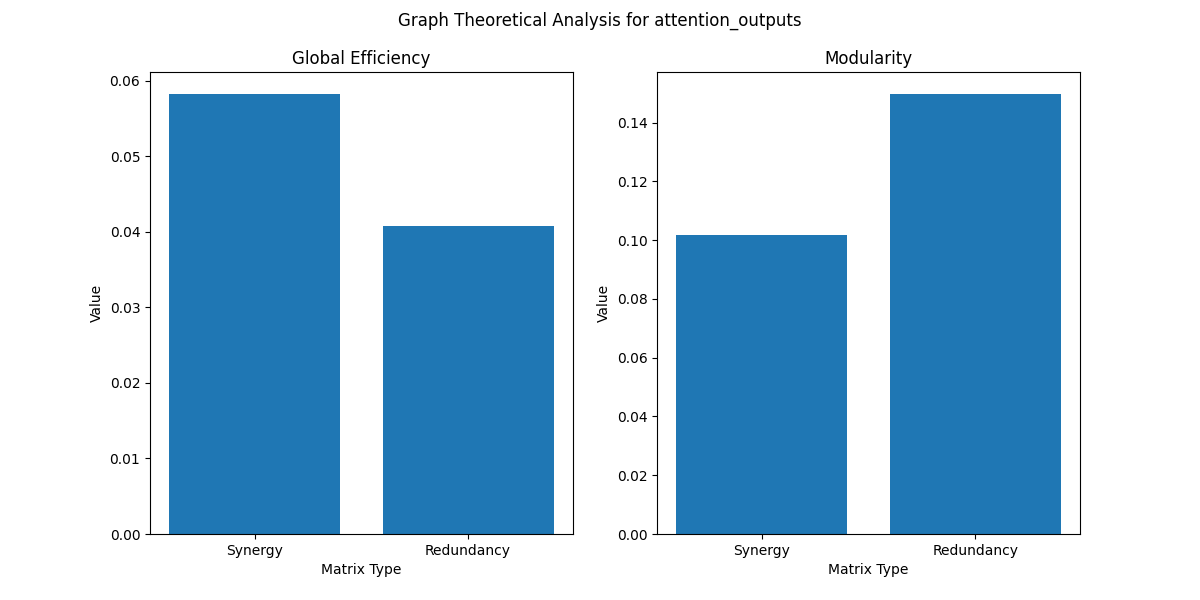 Graph Theoretical Analysis for attention_outputs
Global Efficiency
0.06
0.05
0.04
0.03
0.02
0.01
0.00
Value
Synergy
Redundancy
Matrix Type
Modularity
0.14
0.12
0.10
0.08
0.06
0.04
0.02
0.00
Value
Synergy
Redundancy
Matrix Type